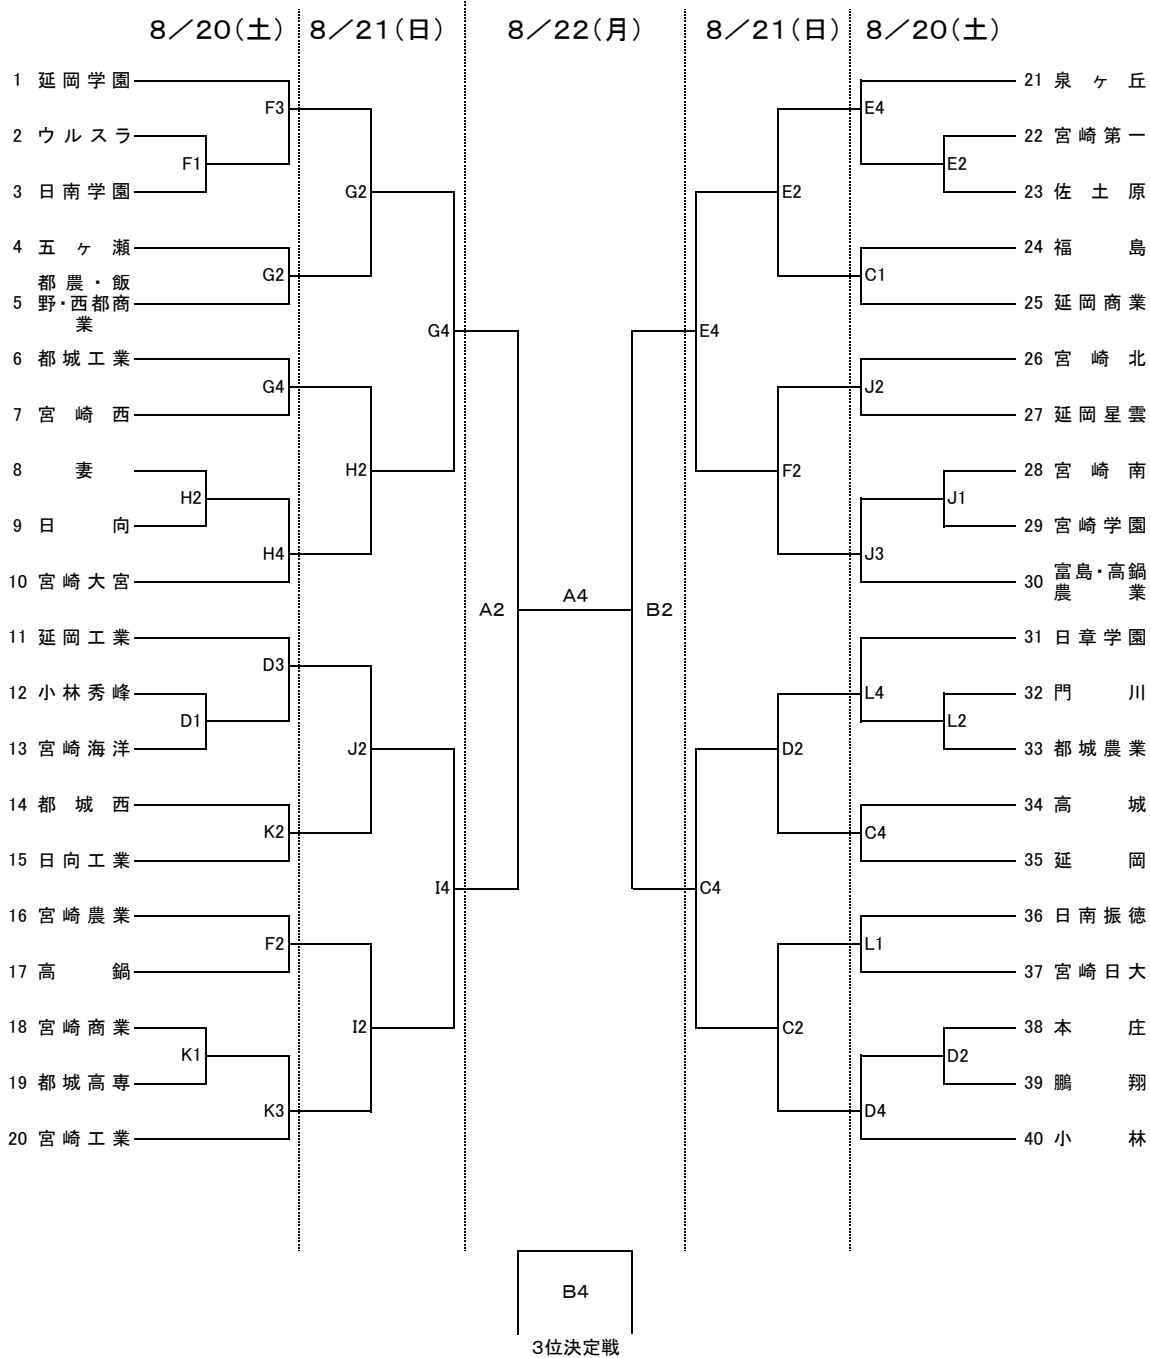 8／20(土)
8／21(日)
8／22(月)
8／21(日)
8／20(土)
1 延岡学園
2 ウルスラ
3 日南学園
4 五ヶ瀬
5 都農・飯
野・西都商
業
6 都城工業
7 宮崎西
8 妻
9 日向
10 宮崎大宮
11 延岡工業
12 小林秀峰
13 宮崎海洋
14 都城西
15 日向工業
16 宮崎農業
17 高鍋
18 宮崎商業
19 都城高専
20 宮崎工業
F3
F1
G2
G4
H2
H4
D3
D1
K2
F2
K1
K3
G2
H2
J2
I2
G4
I4
A2
A4
B2
E4
C4
E2
F2
D2
C2
E4
E2
C1
J2
J1
J3
L4
L2
C4
L1
D2
D4
21 泉ヶ丘
22 宮崎第一
23 佐土原
24 福島
25 延岡商業
26 宮崎北
27 延岡星雲
28 宮崎南
29 宮崎学園
30 富島・高鍋
農業
31 日章学園
32 門川
33 都城農業
34 高城
35 延岡
36 日南振徳
37 宮崎日大
38 本庄
39 鵬翔
40 小林
B4
3位決定戦